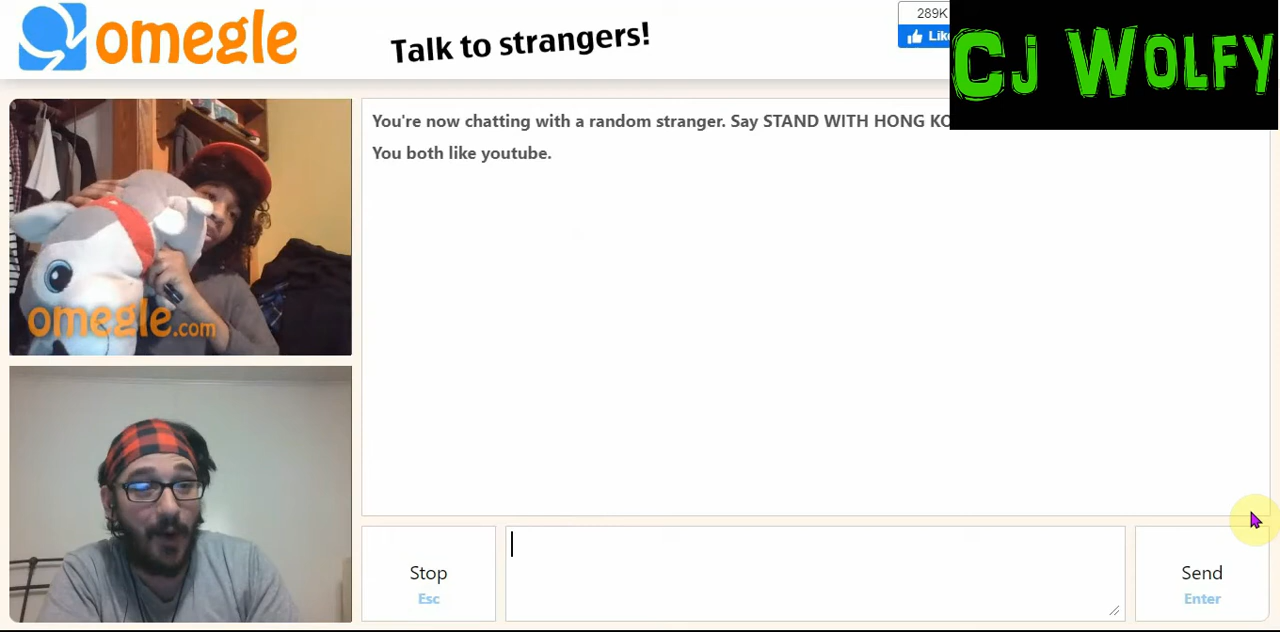 omegle
Talk to strangers!
289K
Like
CJ WOLFY
You're now chatting with a random stranger. Say STAND WITH HONG
You both like youtube.
omegle.com
Stop
Esc
Send
Enter